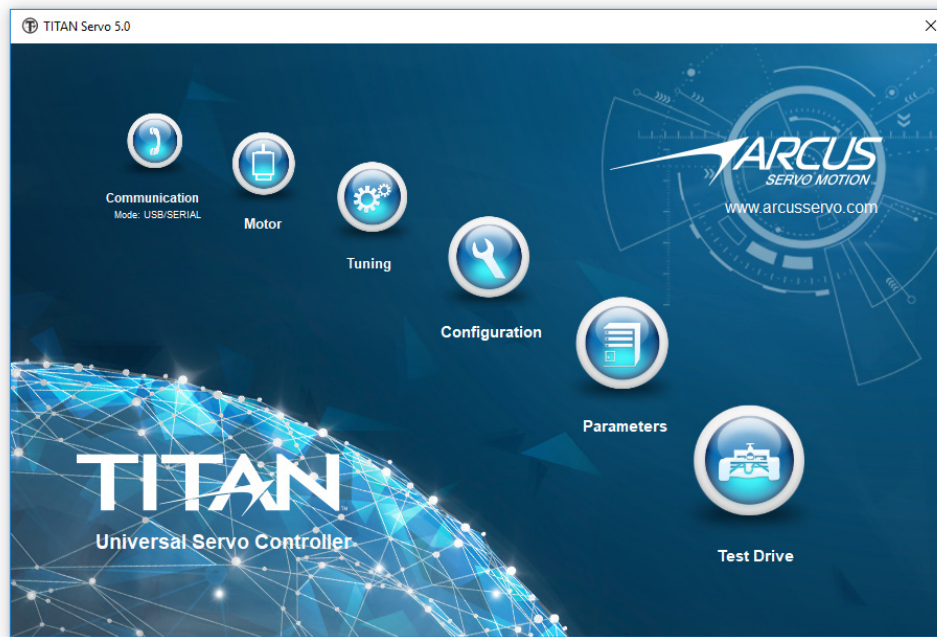 TITAN Servo 5.0
ARCUS
SERVO MOTION
www.arcusservo.com
Communication
Mode: USB/SERIAL
Motor
Tuning
Configuration
Parameters
Test Drive
TITAN™
Universal Servo Controller